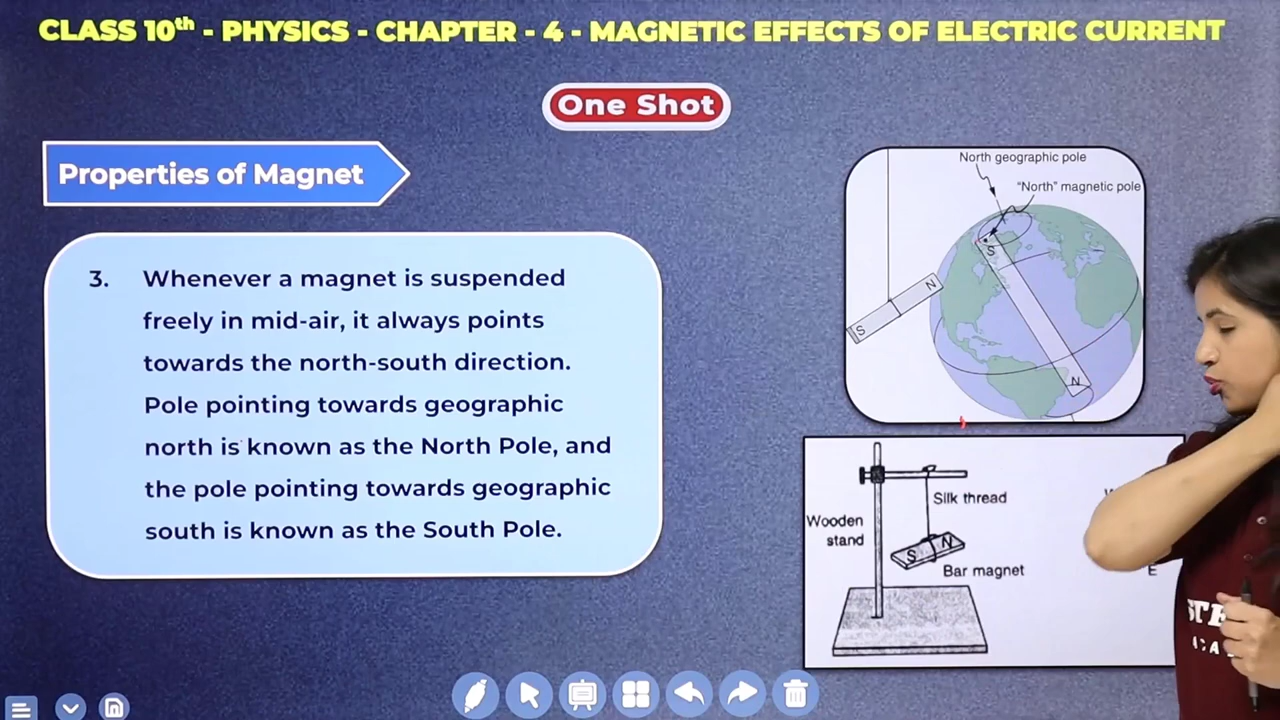 CLASS 10th - PHYSICS - CHAPTER - 4 - MAGNETIC EFFECTS OF ELECTRIC CURRENT
One Shot
Properties of Magnet
3. Whenever a magnet is suspended
freely in mid-air, it always points
towards the north-south direction.
Pole pointing towards geographic
north is known as the North Pole, and
the pole pointing towards geographic
south is known as the South Pole.
North geographic pole
"North" magnetic pole
S
N
S
N
Silk thread
Wooden
stand
S N
Bar magnet
E